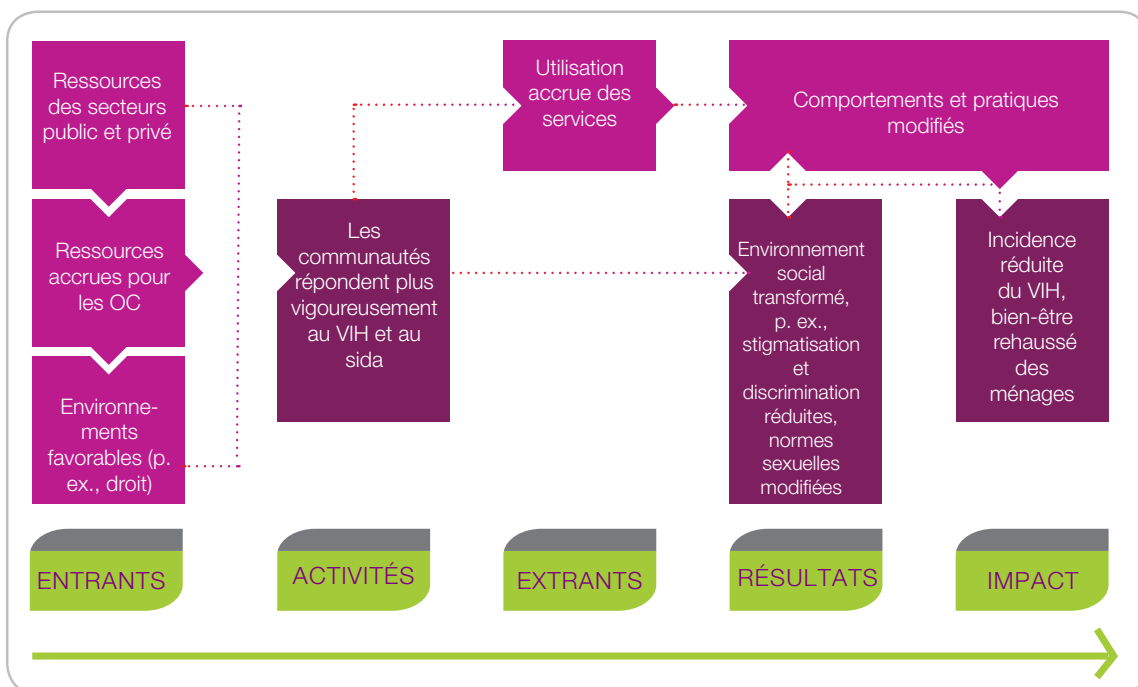 Ressources
des secteurs
public et privé
Ressources
accrues pour
les OC
Environne-
ments
favorables (p.
ex., droit)
Les
communautés
répondent plus
vigoureusement
au VIH et au
sida
Utilisation
accrue des
services
Comportements et pratiques
modifiés
Environnement
social
transformé,
p. ex.,
stigmatisation
et
discrimination
réduites,
normes
sexuelles
modifiées
Incidence
réduite
du VIH,
bien-être
rehaussé
des
ménages
ENTRANTS
ACTIVITÉS
EXTRANTS
RÉSULTATS
IMPACT